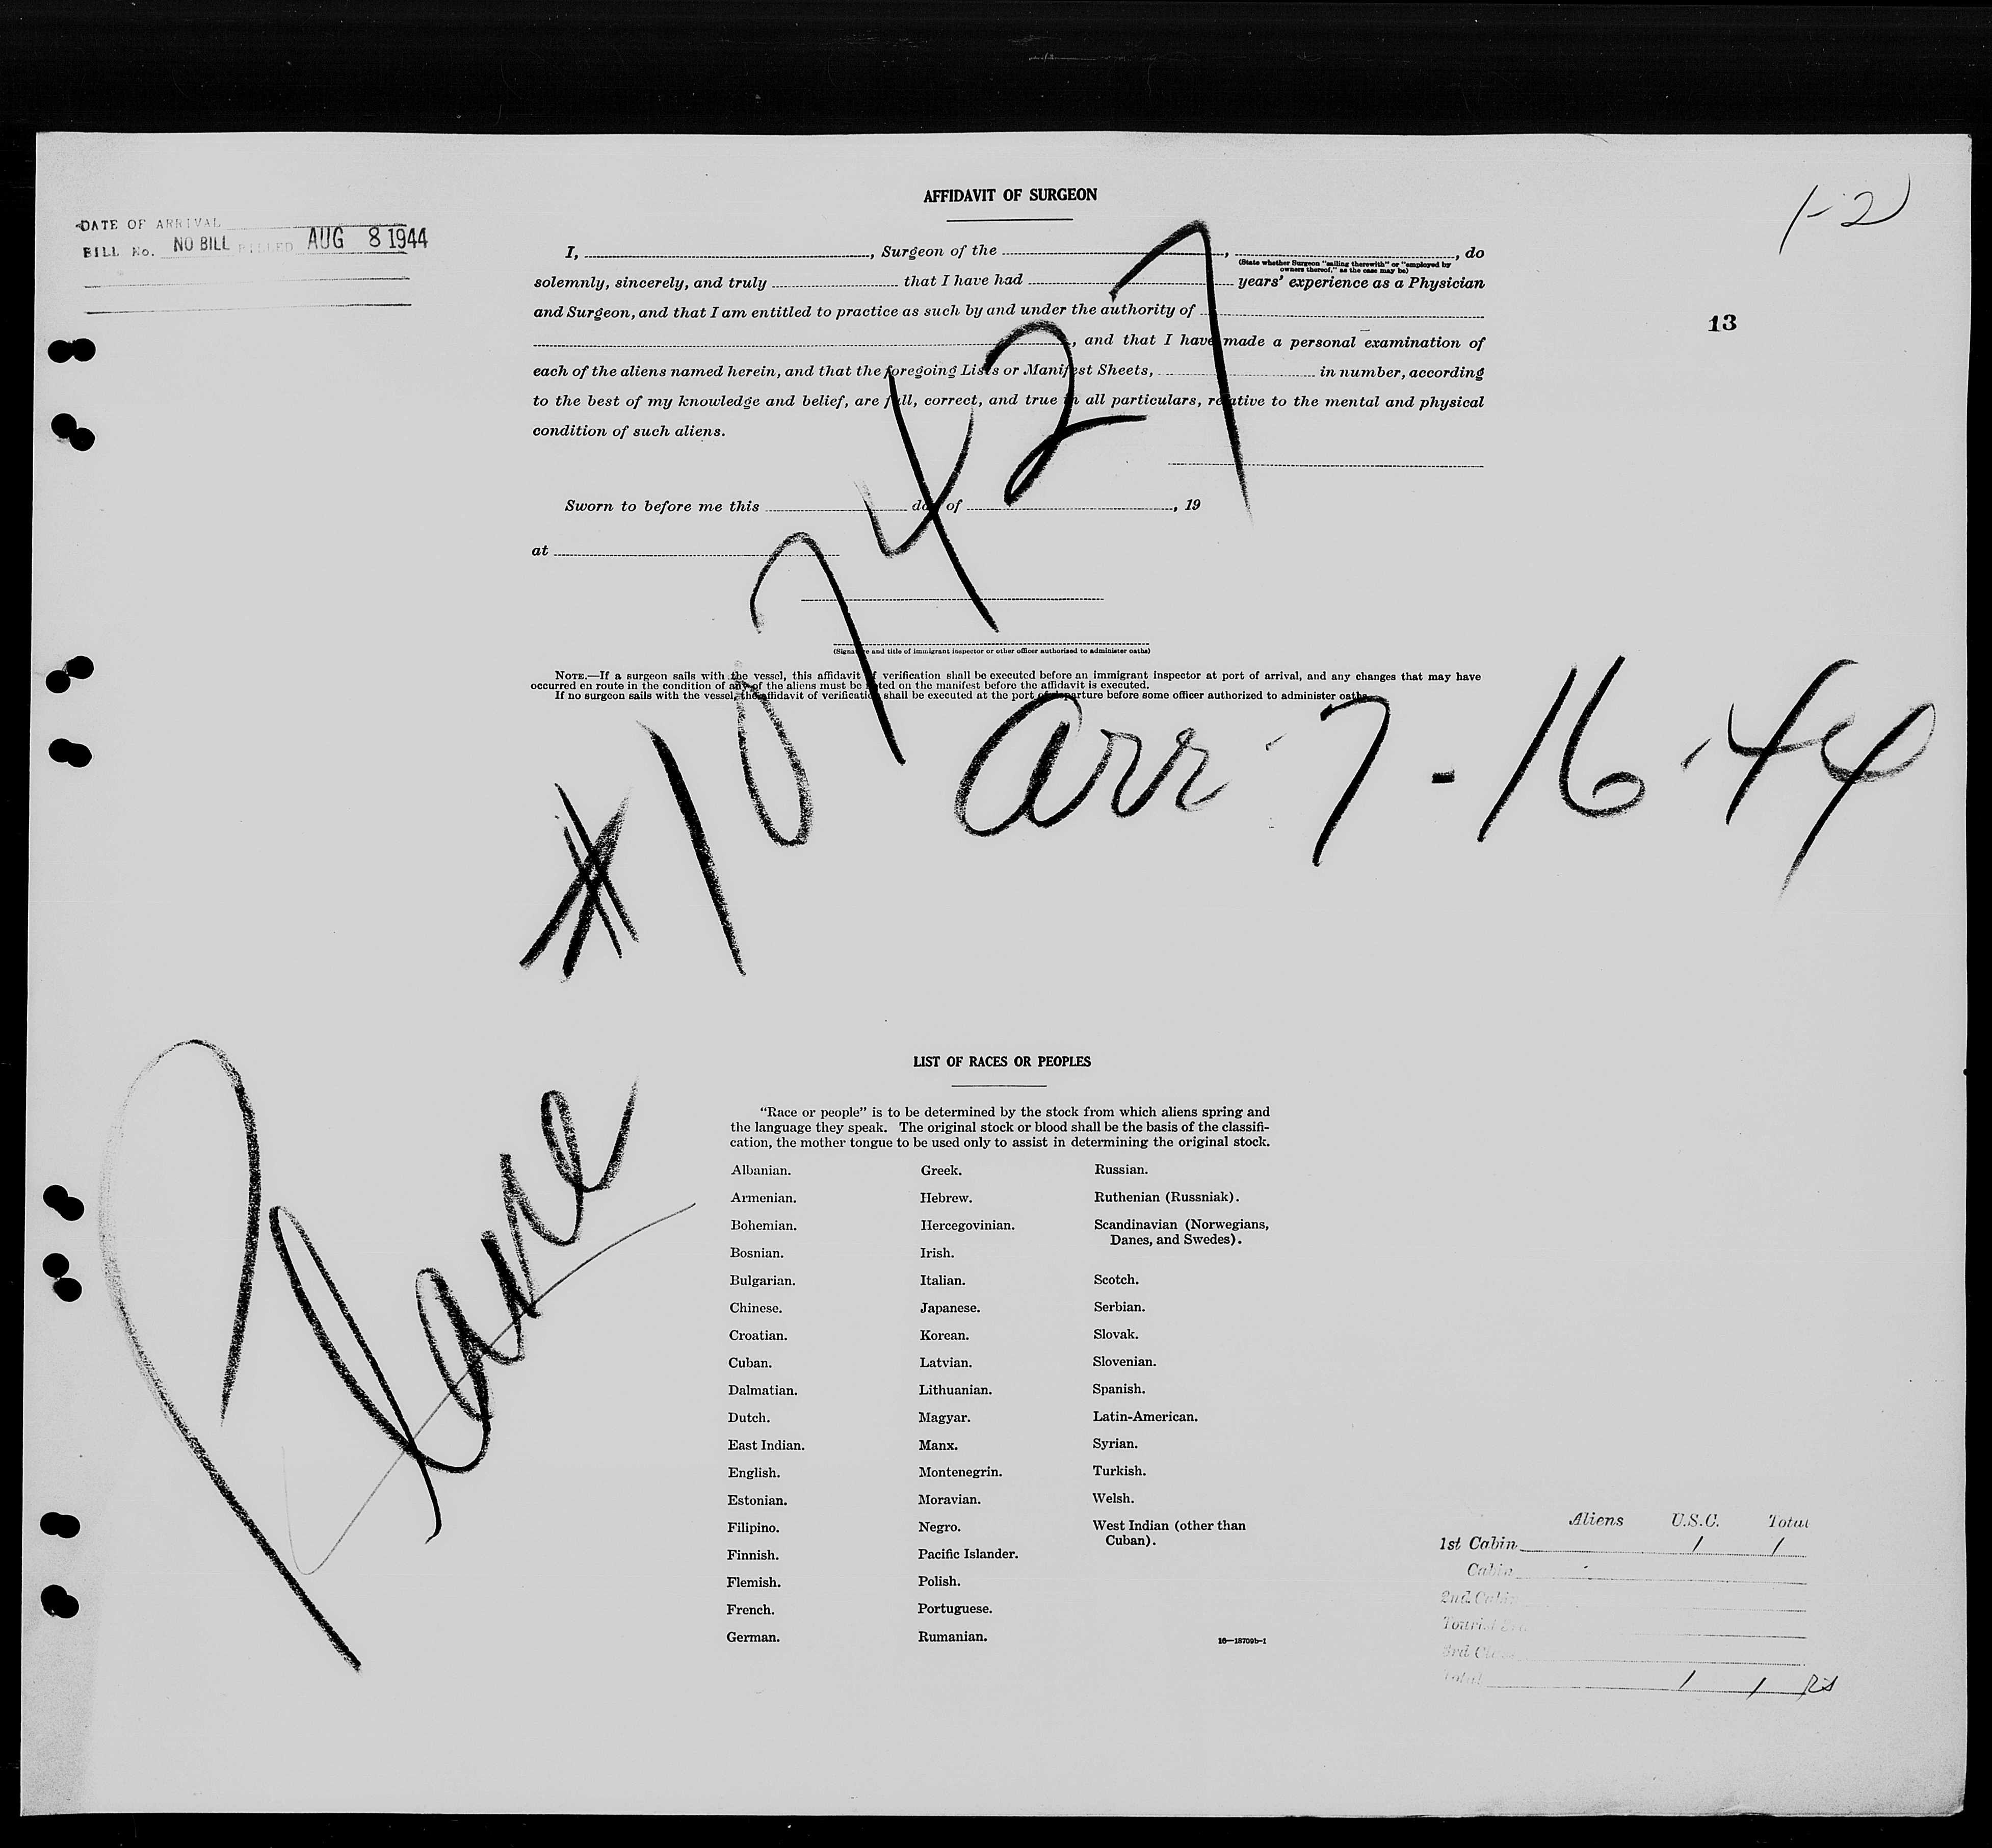 DATE OF ARRIVAL
BILL No. NO BILL BILLED AUG 8 1944
1-2
13
AFFIDAVIT OF SURGEON
I, , Surgeon of the , , do
(State whether Surgeon "sailing therewith" or "employed by
owners thereof," as the case may be)
solemnly, sincerely, and truly that I have had years' experience as a Physician
and Surgeon, and that I am entitled to practice as such by and under the authority of
, and that I have made a personal examination of
each of the aliens named herein, and that the foregoing Lists or Manifest Sheets, in number, according
to the best of my knowledge and belief, are full, correct, and true in all particulars, relative to the mental and physical
condition of such aliens.
Sworn to before me this day of , 19
at
(Signature and title of immigrant inspector or other officer authorized to administer oaths)
NOTE.—If a surgeon sails with the vessel, this affidavit of verification shall be executed before an immigrant inspector at port of arrival, and any changes that may have
occurred en route in the condition of any of the aliens must be noted on the manifest before the affidavit is executed.
If no surgeon sails with the vessel, the affidavit of verification shall be executed at the port of departure before some officer authorized to administer oaths.
#107427
arr 7-16-44
Plane
LIST OF RACES OR PEOPLES
"Race or people" is to be determined by the stock from which aliens spring and
the language they speak. The original stock or blood shall be the basis of the classifi-
cation, the mother tongue to be used only to assist in determining the original stock.
Albanian.
Armenian.
Bohemian.
Bosnian.
Bulgarian.
Chinese.
Croatian.
Cuban.
Dalmatian.
Dutch.
East Indian.
English.
Estonian.
Filipino.
Finnish.
Flemish.
French.
German.
Greek.
Hebrew.
Hercegovinian.
Irish.
Italian.
Japanese.
Korean.
Latvian.
Lithuanian.
Magyar.
Manx.
Montenegrin.
Moravian.
Negro.
Pacific Islander.
Polish.
Portuguese.
Rumanian.
Russian.
Ruthenian (Russniak).
Scandinavian (Norwegians,
Danes, and Swedes).
Scotch.
Serbian.
Slovak.
Slovenian.
Spanish.
Latin-American.
Syrian.
Turkish.
Welsh.
West Indian (other than
Cuban).
16—18709b-1
Aliens U.S.C. Total
1st Cabin 1 1
Cabin
2nd Cabin
Tourist
3rd Class
Total 1 1